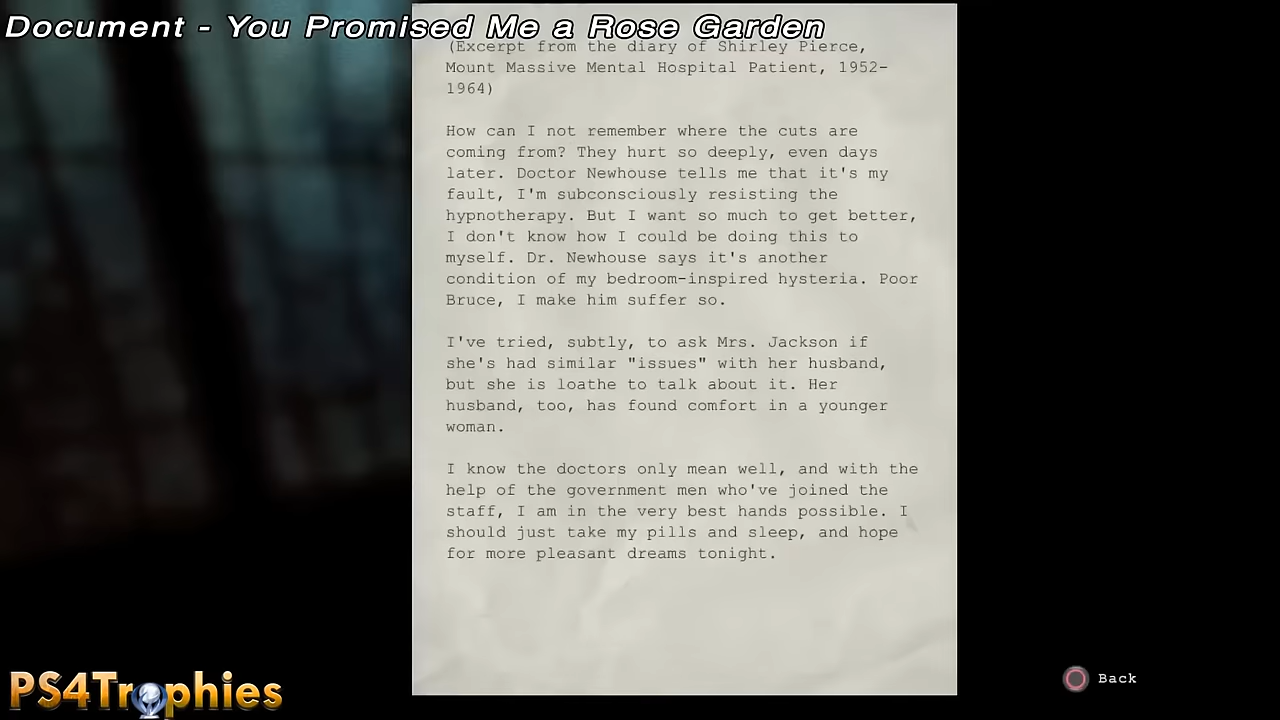 Document - You Promised Me a Rose Garden
(Excerpt from the diary of Shirley Pierce,
Mount Massive Mental Hospital Patient, 1952-
1964)
How can I not remember where the cuts are
coming from? They hurt so deeply, even days
later. Doctor Newhouse tells me that it's my
fault, I'm subconsciously resisting the
hypnotherapy. But I want so much to get better,
I don't know how I could be doing this to
myself. Dr. Newhouse says it's another
condition of my bedroom-inspired hysteria. Poor
Bruce, I make him suffer so.
I've tried, subtly, to ask Mrs. Jackson if
she's had similar "issues" with her husband,
but she is loathe to talk about it. Her
husband, too, has found comfort in a younger
woman.
I know the doctors only mean well, and with the
help of the government men who've joined the
staff, I am in the very best hands possible. I
should just take my pills and sleep, and hope
for more pleasant dreams tonight.
PS4Trophies
Back